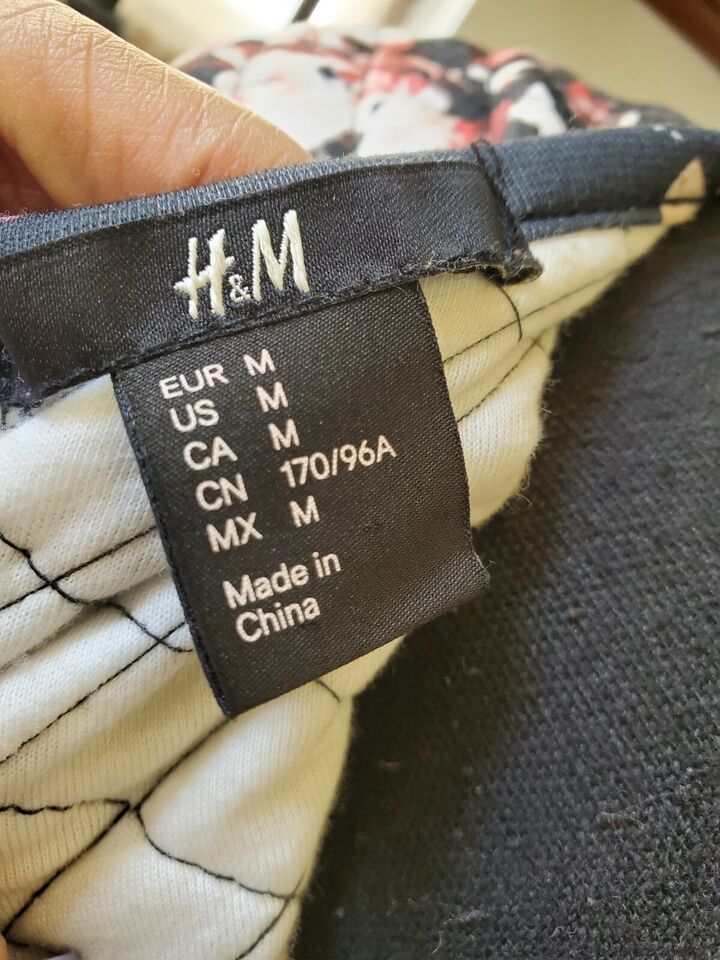 H&M
EUR M
US M
CA M
CN 170/96A
MX M
Made in
China